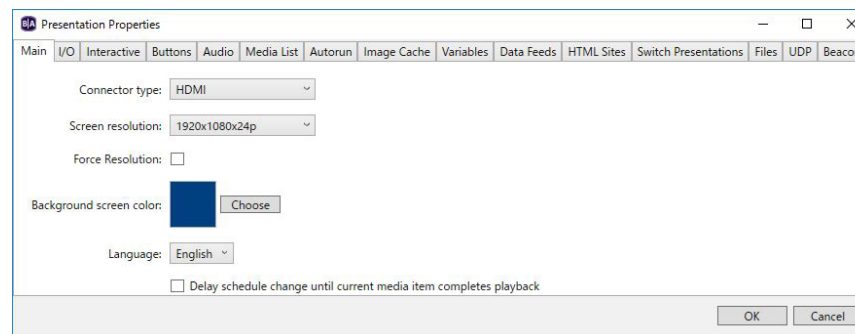 B|A Presentation Properties
Main I/O Interactive Buttons Audio Media List Autorun Image Cache Variables Data Feeds HTML Sites Switch Presentations Files UDP Beaco
Connector type: HDMI
Screen resolution: 1920x1080x24p
Force Resolution:
Background screen color: Choose
Language: English
Delay schedule change until current media item completes playback
OK Cancel